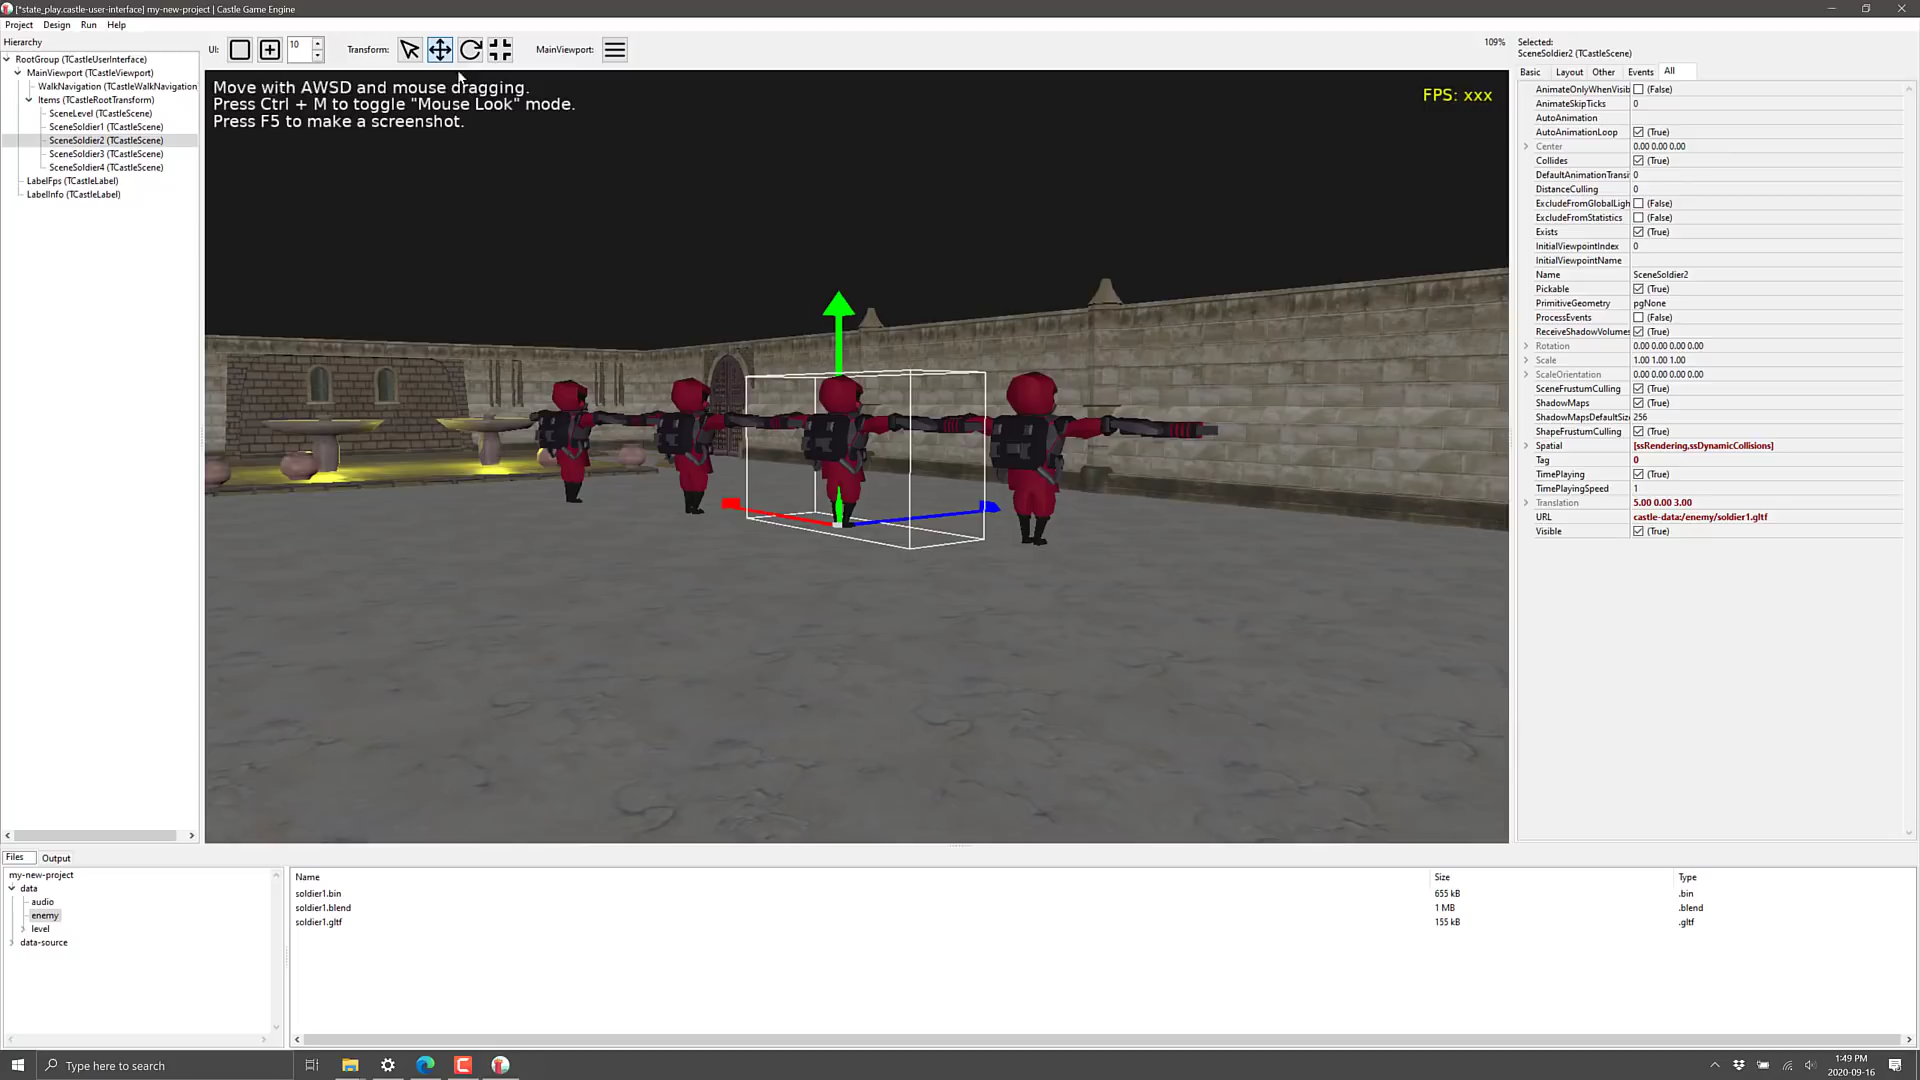 [*state_play.castle-user-interface] my-new-project | Castle Game Engine
Project Design Run Help
Hierarchy
RootGroup (TCastleUserInterface)
MainViewport (TCastleViewport)
WalkNavigation (TCastleWalkNavigation
Items (TCastleRootTransform)
SceneLevel (TCastleScene)
SceneSoldier1 (TCastleScene)
SceneSoldier2 (TCastleScene)
SceneSoldier3 (TCastleScene)
SceneSoldier4 (TCastleScene)
LabelFps (TCastleLabel)
LabelInfo (TCastleLabel)
UI: 10 Transform: MainViewport: 109%
Move with AWSD and mouse dragging.
Press Ctrl + M to toggle "Mouse Look" mode.
Press F5 to make a screenshot.
FPS: xxx
Selected:
SceneSoldier2 (TCastleScene)
Basic Layout Other Events All
AnimateOnlyWhenVisib (False)
AnimateSkipTicks 0
AutoAnimation
AutoAnimationLoop (True)
Center 0.00 0.00 0.00
Collides (True)
DefaultAnimationTransi 0
DistanceCulling 0
ExcludeFromGlobalLigh (False)
ExcludeFromStatistics (False)
Exists (True)
InitialViewpointIndex 0
InitialViewpointName
Name SceneSoldier2
Pickable (True)
PrimitiveGeometry pgNone
ProcessEvents (False)
ReceiveShadowVolumes (True)
Rotation 0.00 0.00 0.00 0.00
Scale 1.00 1.00 1.00
ScaleOrientation 0.00 0.00 0.00 0.00
SceneFrustumCulling (True)
ShadowMaps (True)
ShadowMapsDefaultSiz 256
ShapeFrustumCulling (True)
Spatial [ssRendering,ssDynamicCollisions]
Tag 0
TimePlaying (True)
TimePlayingSpeed 1
Translation 5.00 0.00 3.00
URL castle-data:/enemy/soldier1.gltf
Visible (True)
Files Output
my-new-project
data
audio
enemy
level
data-source
Name Size Type
soldier1.bin 655 kB .bin
soldier1.blend 1 MB .blend
soldier1.gltf 155 kB .gltf
Type here to search
1:49 PM
2020-09-16